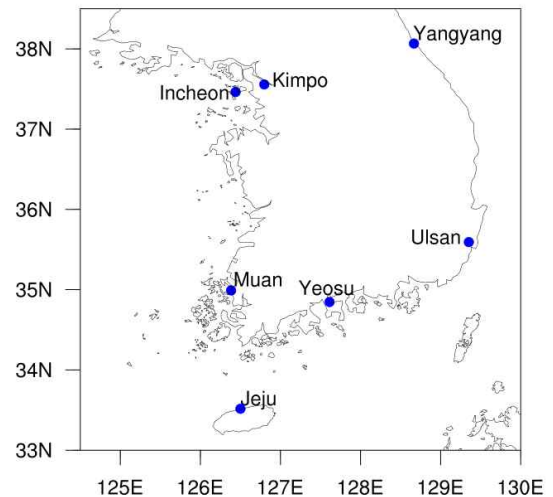 38N
Yangyang
Kimpo
Incheon
37N
36N
Ulsan
35N
Muan
Yeosu
34N
Jeju
33N
125E 126E 127E 128E 129E 130E